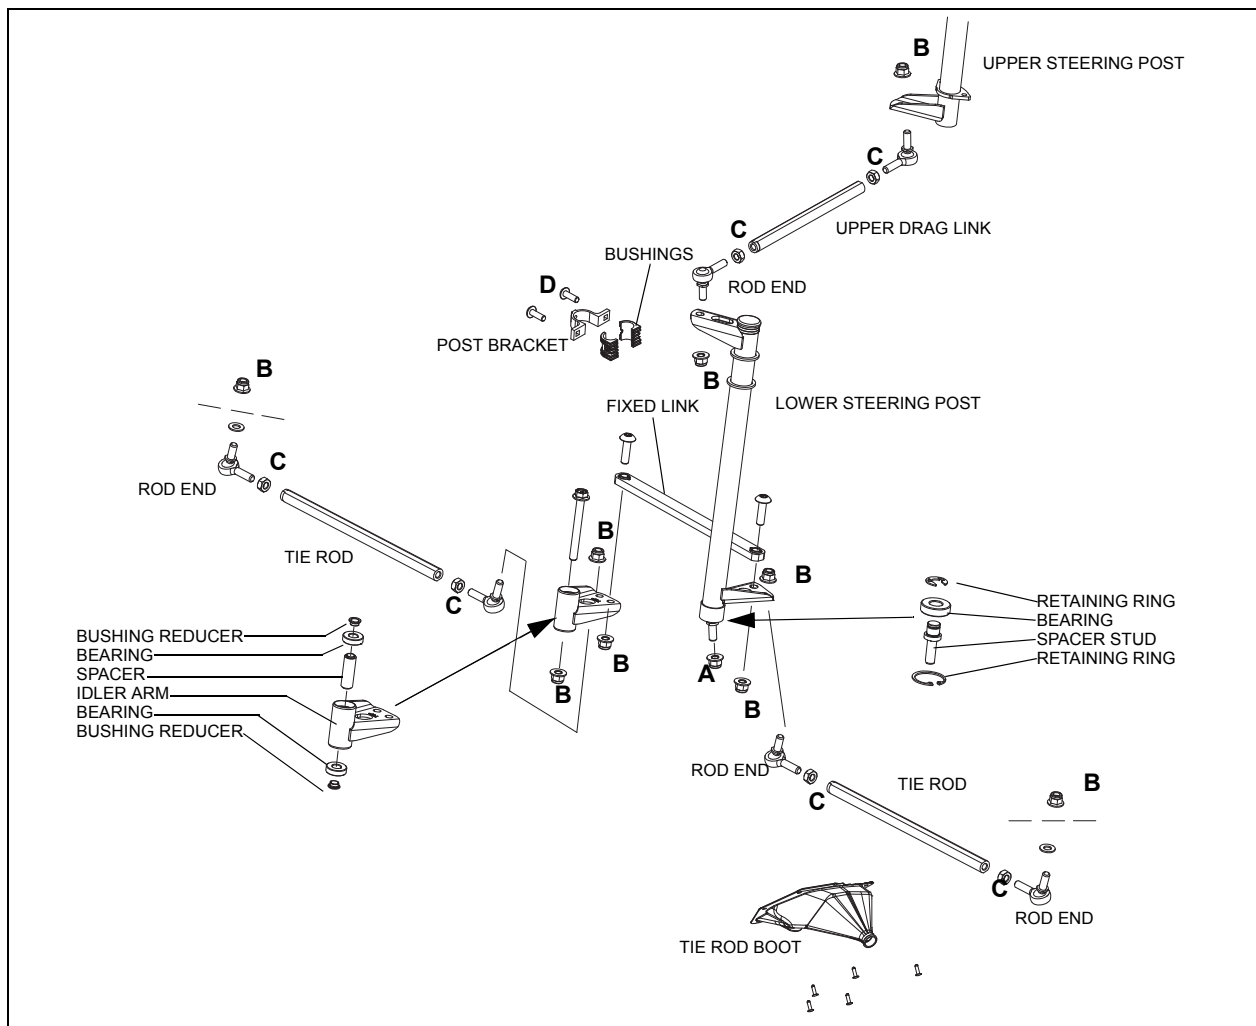 B
UPPER STEERING POST
C
UPPER DRAG LINK
C
BUSHINGS
ROD END
D
POST BRACKET
B
B
FIXED LINK
LOWER STEERING POST
C
ROD END
TIE ROD
B
B
C
RETAINING RING
BEARING
SPACER STUD
RETAINING RING
BUSHING REDUCER
BEARING
SPACER
IDLER ARM
BEARING
BUSHING REDUCER
B
A
B
B
ROD END
TIE ROD
B
C
C
ROD END
TIE ROD BOOT